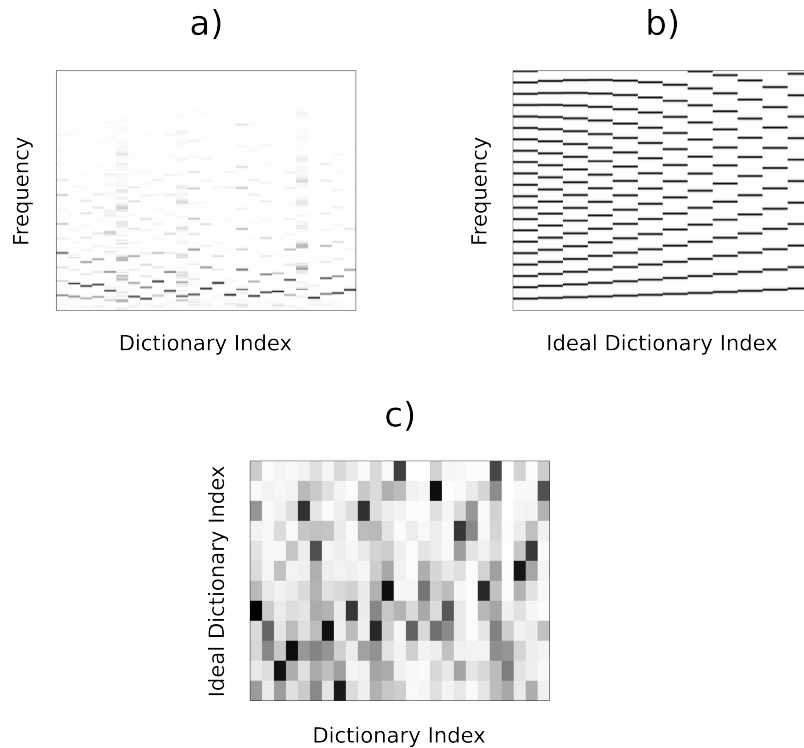 a)
b)
Frequency
Frequency
Dictionary Index
Ideal Dictionary Index
c)
Ideal Dictionary Index
Dictionary Index